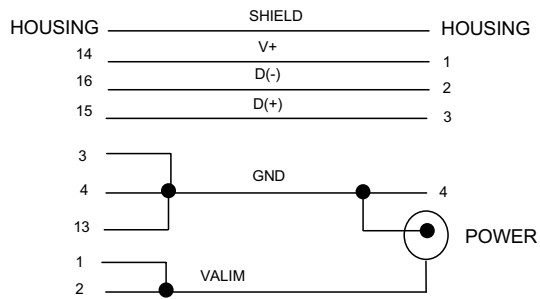 SHIELD
HOUSING HOUSING
14 V+ 1
16 D(-) 2
15 D(+) 3
3
4 GND 4
13
POWER
1
2 VALIM